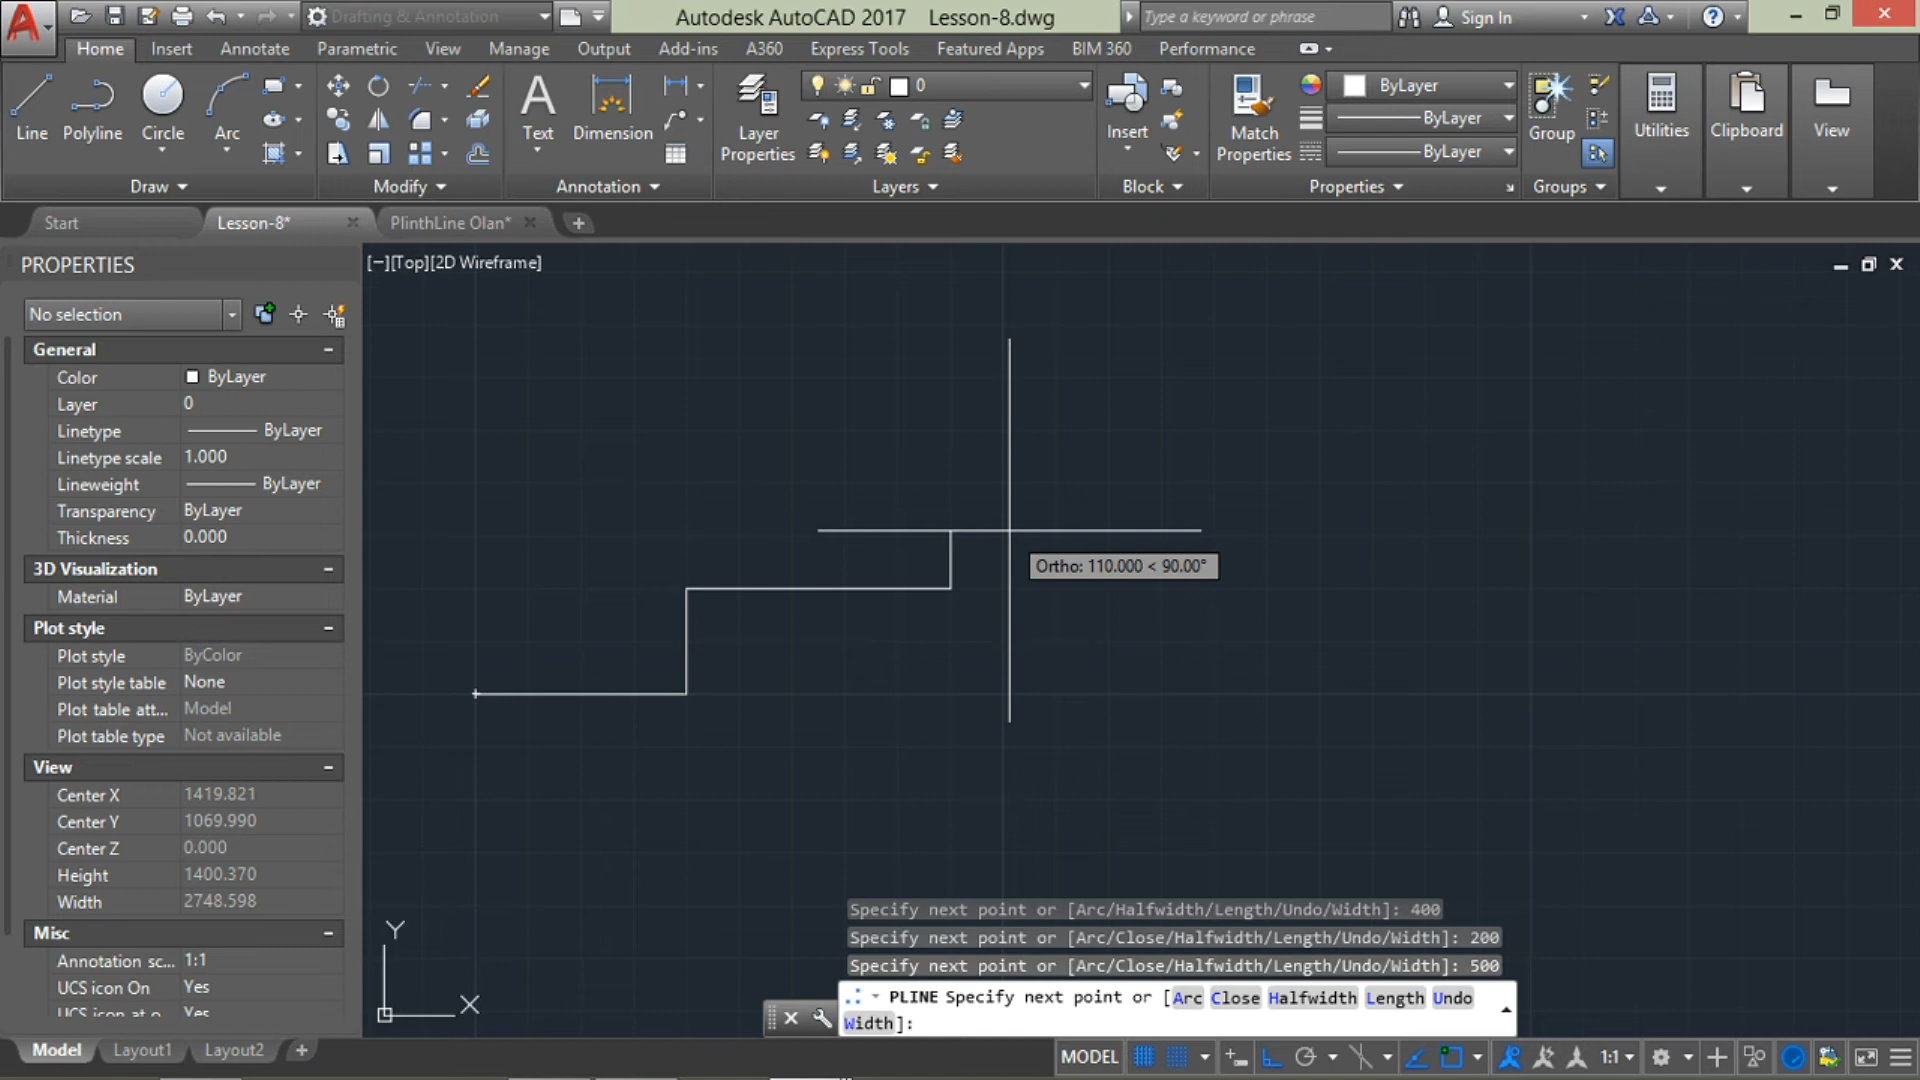 Drafting & Annotation
Autodesk AutoCAD 2017 Lesson-8.dwg
Type a keyword or phrase
Sign In
Home Insert Annotate Parametric View Manage Output Add-ins A360 Express Tools Featured Apps BIM 360 Performance
0
ByLayer
Line Polyline Circle Arc
ByLayer
Text Dimension
Layer Properties
Insert
Match Properties
ByLayer
Group
Utilities Clipboard View
Draw Modify Annotation Layers Block Properties Groups
Start Lesson-8* PlinthLine Olan*
PROPERTIES
[−][Top][2D Wireframe]
No selection
General
Color ByLayer
Layer 0
Linetype ByLayer
Linetype scale 1.000
Lineweight ByLayer
Transparency ByLayer
Thickness 0.000
3D Visualization
Material ByLayer
Plot style
Plot style ByColor
Plot style table None
Plot table att... Model
Plot table type Not available
View
Center X 1419.821
Center Y 1069.990
Center Z 0.000
Height 1400.370
Width 2748.598
Misc
Annotation sc... 1:1
UCS icon On Yes
UCS icon at o... Yes
Ortho: 110.000 < 90.00°
Y
X
Specify next point or [Arc/Halfwidth/Length/Undo/Width]: 400
Specify next point or [Arc/Close/Halfwidth/Length/Undo/Width]: 200
Specify next point or [Arc/Close/Halfwidth/Length/Undo/Width]: 500
PLINE Specify next point or [Arc Close Halfwidth Length Undo
Width]:
Model Layout1 Layout2 +
MODEL 1:1